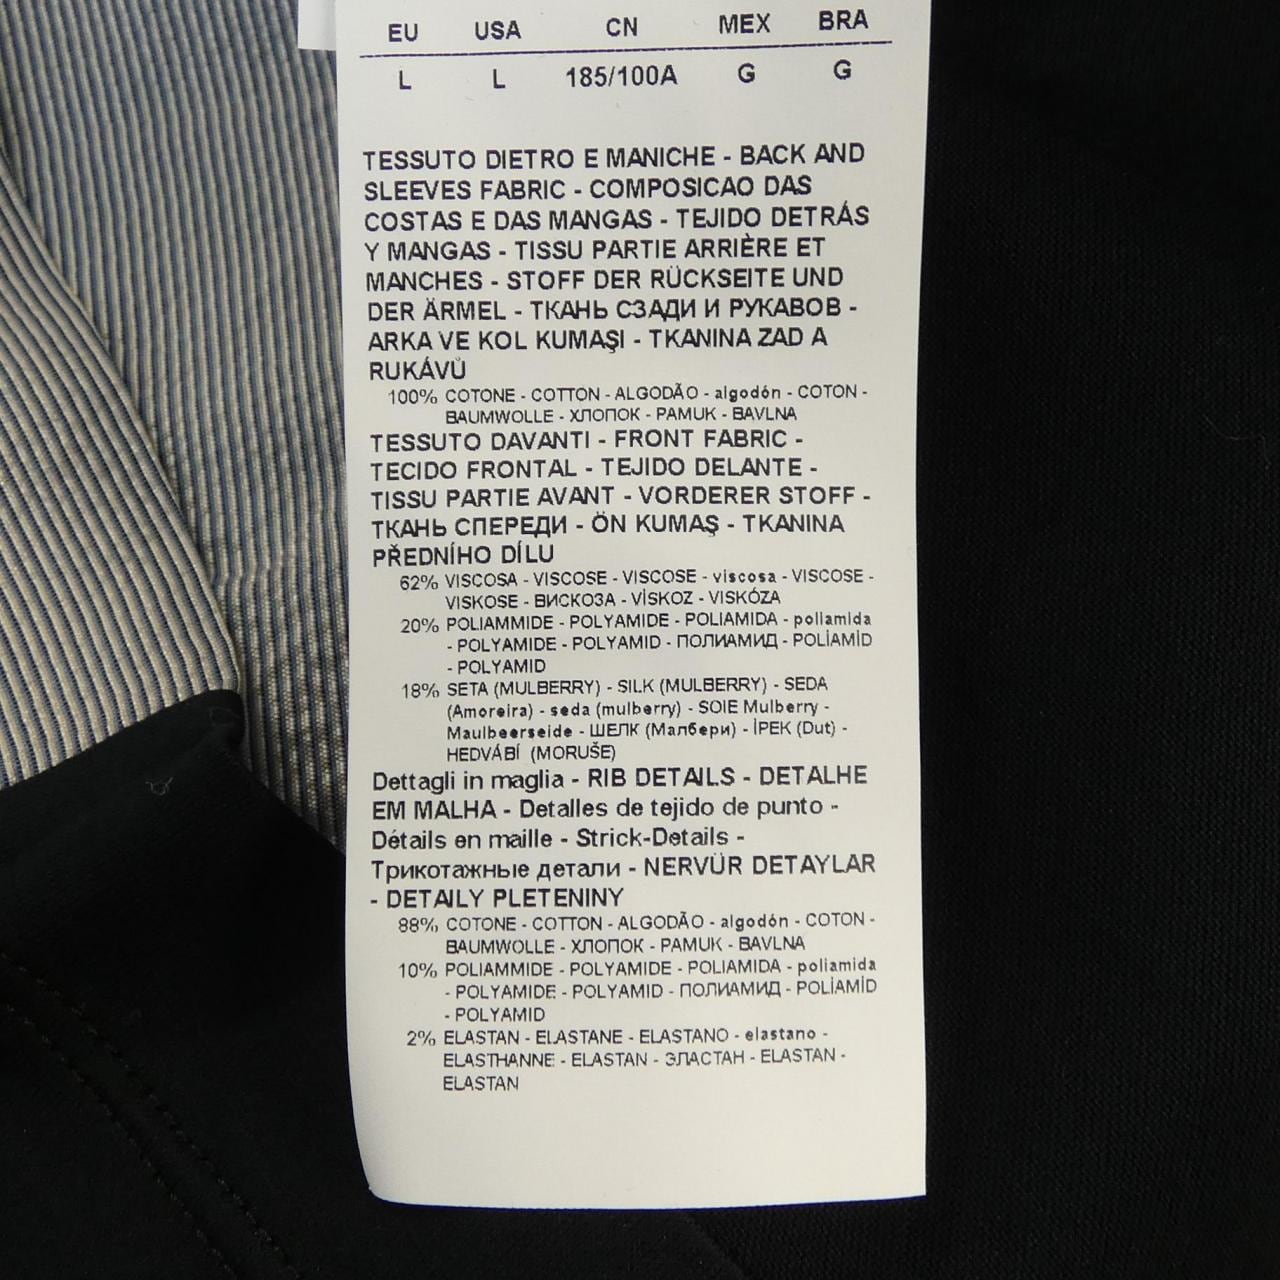 EU USA CN MEX BRA
L L 185/100A G G
TESSUTO DIETRO E MANICHE - BACK AND
SLEEVES FABRIC - COMPOSICAO DAS
COSTAS E DAS MANGAS - TEJIDO DETRÁS
Y MANGAS - TISSU PARTIE ARRIÈRE ET
MANCHES - STOFF DER RÜCKSEITE UND
DER ÄRMEL - ТКАНЬ СЗАДИ И РУКАВОВ -
ARKA VE KOL KUMAŞI - TKANINA ZAD A
RUKÁVŮ
100% COTONE - COTTON - ALGODÃO - algodón - COTON -
BAUMWOLLE - ХЛОПОК - PAMUK - BAVLNA
TESSUTO DAVANTI - FRONT FABRIC -
TECIDO FRONTAL - TEJIDO DELANTE -
TISSU PARTIE AVANT - VORDERER STOFF -
ТКАНЬ СПЕРЕДИ - ÖN KUMAŞ - TKANINA
PŘEDNÍHO DÍLU
62% VISCOSA - VISCOSE - VISCOSE - viscosa - VISCOSE -
VISKOSE - ВИСКОЗА - VİSKOZ - VISKÓZA
20% POLIAMMIDE - POLYAMIDE - POLIAMIDA - poliamida
- POLYAMIDE - POLYAMID - ПОЛИАМИД - POLİAMİD
- POLYAMID
18% SETA (MULBERRY) - SILK (MULBERRY) - SEDA
(Amoreira) - seda (mulberry) - SOIE Mulberry -
Maulbeerseide - ШЕЛК (Малбери) - İPEK (Dut) -
HEDVÁBÍ (MORUŠE)
Dettagli in maglia - RIB DETAILS - DETALHE
EM MALHA - Detalles de tejido de punto -
Détails en maille - Strick-Details -
Трикотажные детали - NERVÜR DETAYLAR
- DETAILY PLETENINY
88% COTONE - COTTON - ALGODÃO - algodón - COTON -
BAUMWOLLE - ХЛОПОК - PAMUK - BAVLNA
10% POLIAMMIDE - POLYAMIDE - POLIAMIDA - poliamida
- POLYAMIDE - POLYAMID - ПОЛИАМИД - POLİAMİD
- POLYAMID
2% ELASTAN - ELASTANE - ELASTANO - elastano -
ELASTHANNE - ELASTAN - ЭЛАСТАН - ELASTAN -
ELASTAN